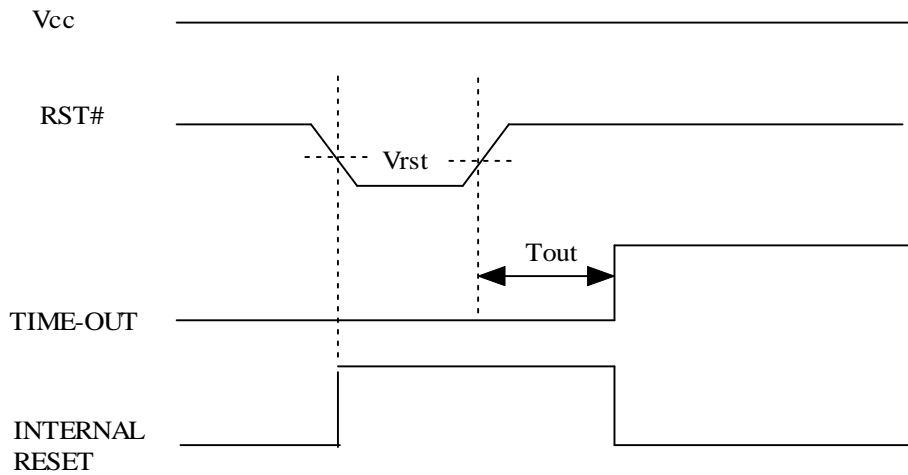 Vcc
RST#
Vrst
Tout
TIME-OUT
INTERNAL
RESET